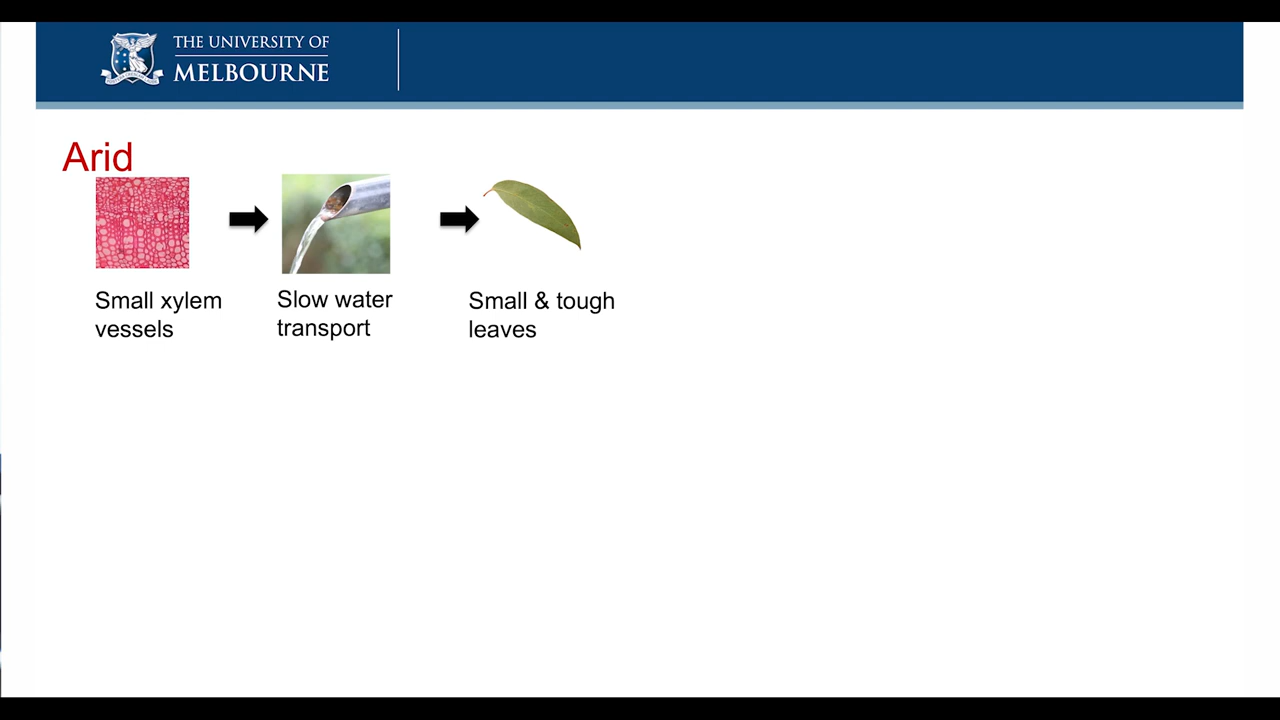 THE UNIVERSITY OF
MELBOURNE
Arid
Small xylem
vessels
Slow water
transport
Small & tough
leaves